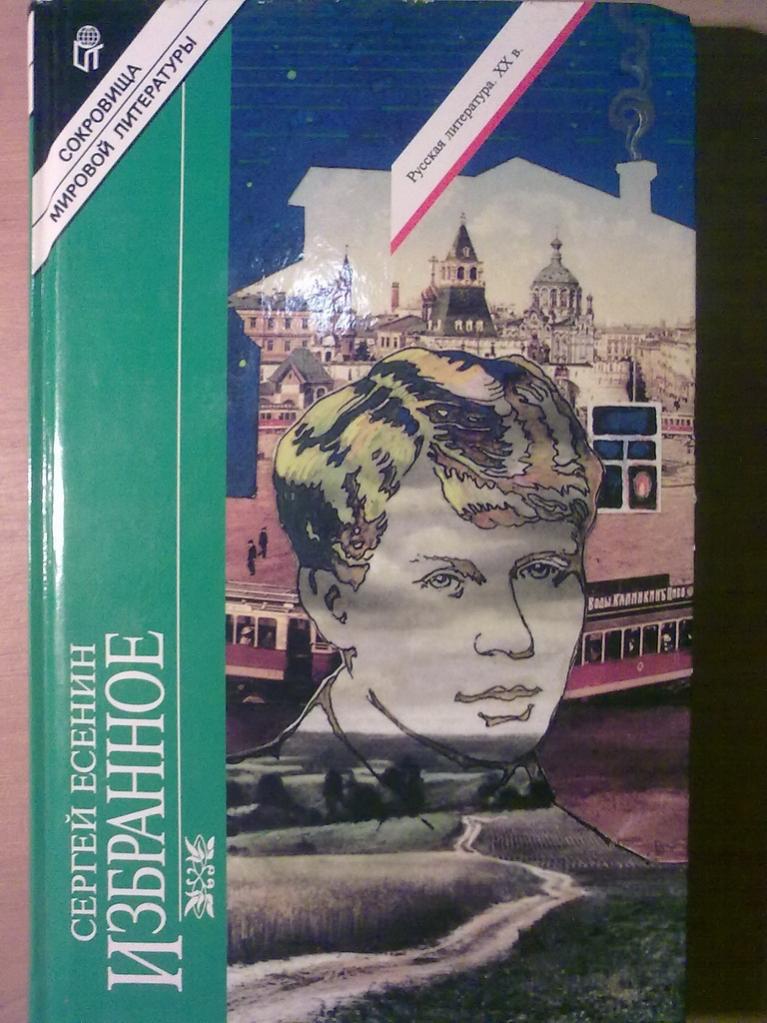 СОКРОВИЩА
МИРОВОЙ ЛИТЕРАТУРЫ
Русская литература. XX в.
СЕРГЕЙ ЕСЕНИН
ИЗБРАННОЕ